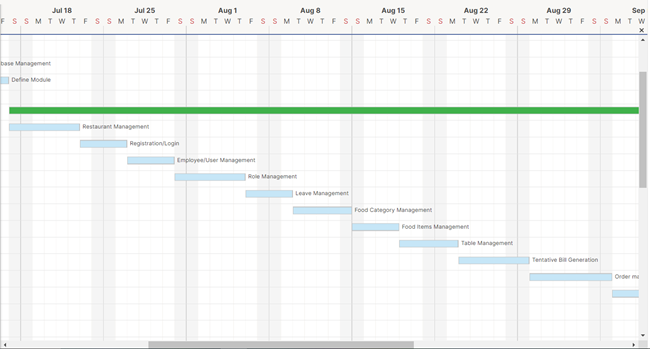 Jul 18 Jul 25 Aug 1 Aug 8 Aug 15 Aug 22 Aug 29 Sep
F S S M T W T F S S M T W T F S S M T W T F S S M T W T F S S M T W T F S S M T W T F S S M T W T F S S M T W
base Management
Define Module
Restaurant Management
Registration/Login
Employee/User Management
Role Management
Leave Management
Food Category Management
Food Items Management
Table Management
Tentative Bill Generation
Order m